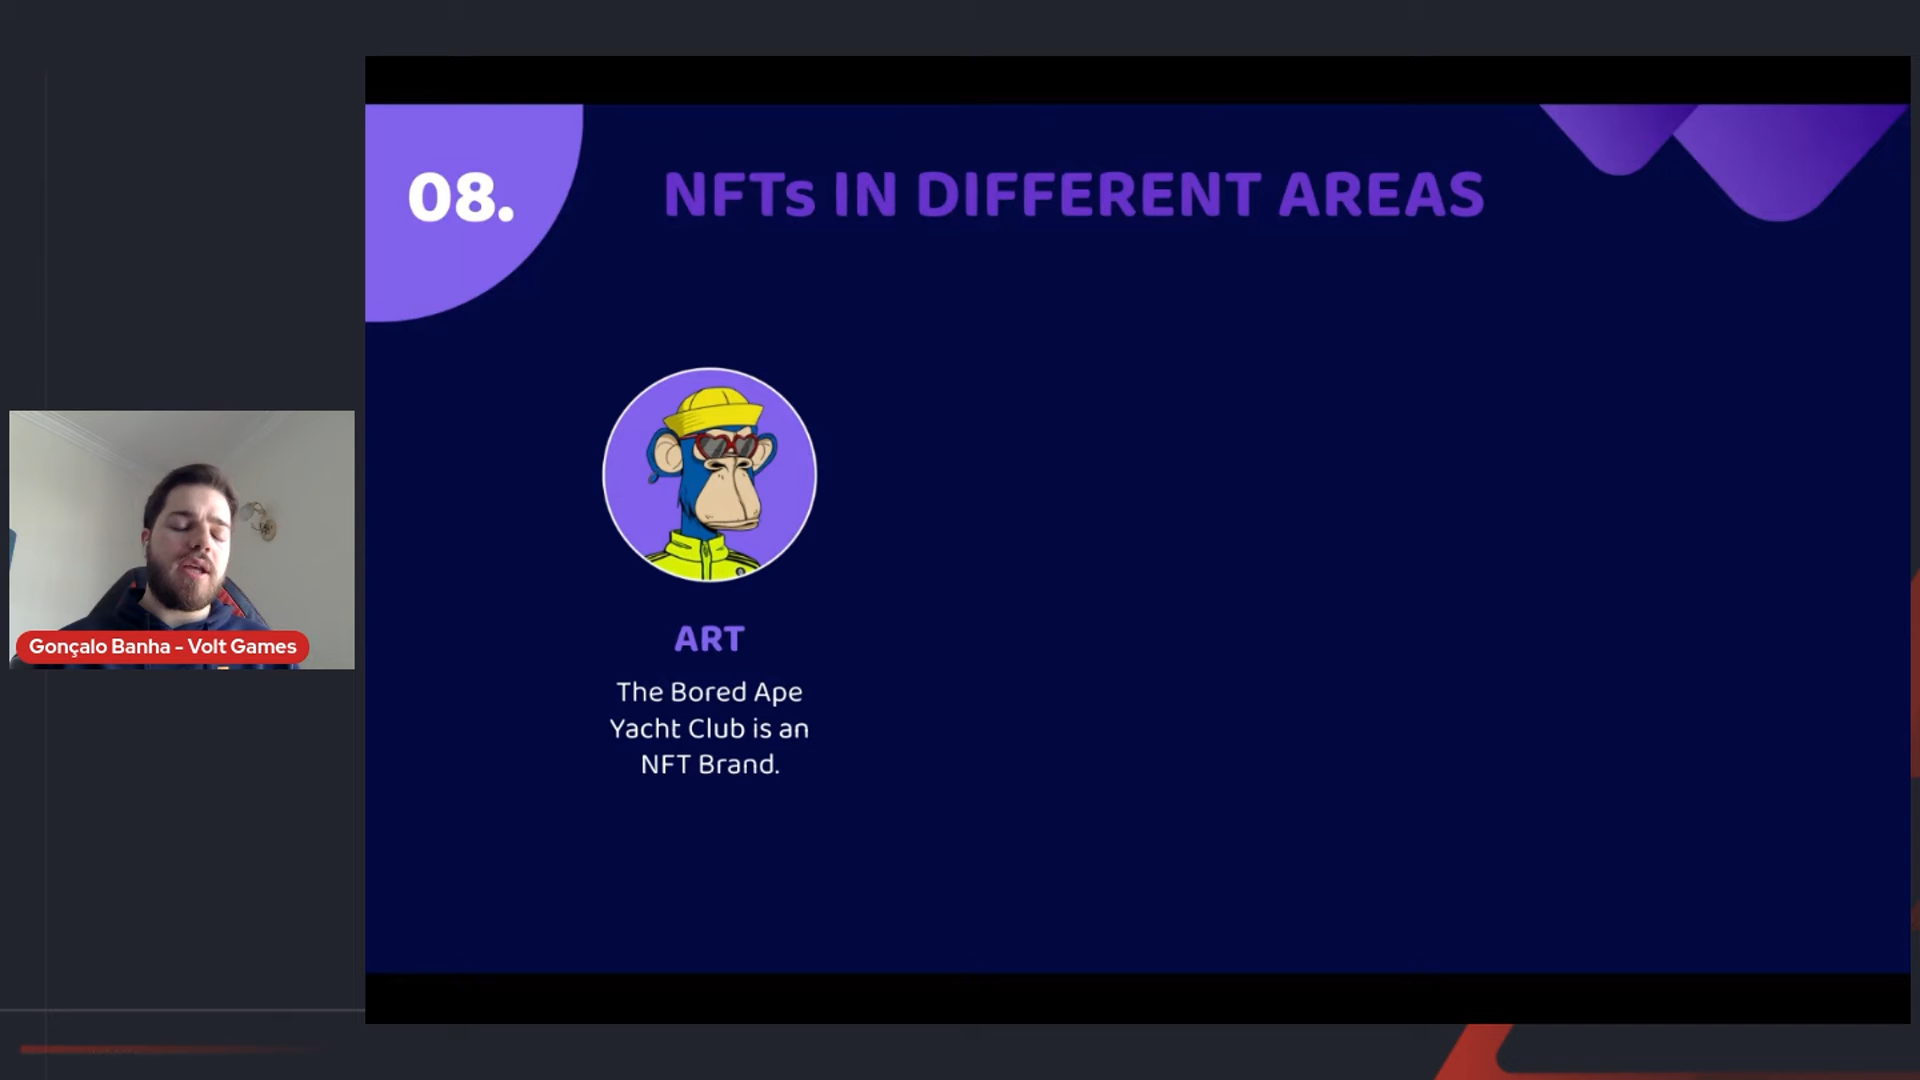 08.
NFTs IN DIFFERENT AREAS
ART
The Bored Ape
Yacht Club is an
NFT Brand.
Gonçalo Banha - Volt Games